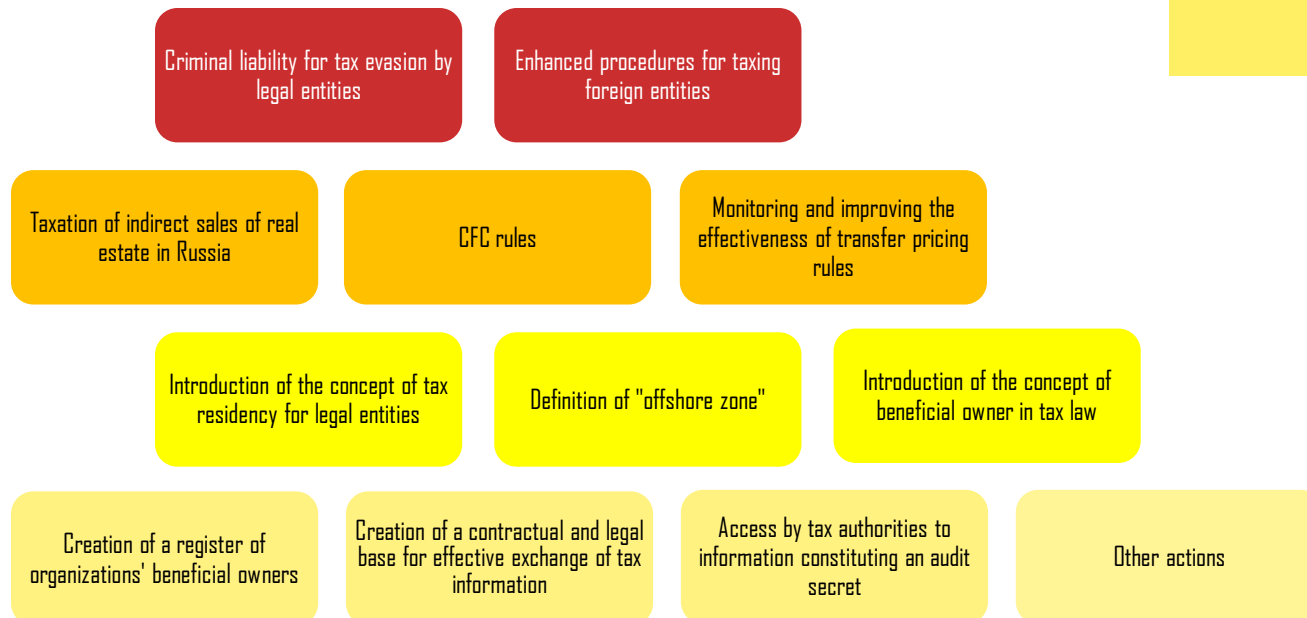 Criminal liability for tax evasion by
legal entities
Enhanced procedures for taxing
foreign entities
Taxation of indirect sales of real
estate in Russia
CFC rules
Monitoring and improving the
effectiveness of transfer pricing
rules
Introduction of the concept of tax
residency for legal entities
Definition of "offshore zone"
Introduction of the concept of
beneficial owner in tax law
Creation of a register of
organizations' beneficial owners
Creation of a contractual and legal
base for effective exchange of tax
information
Access by tax authorities to
information constituting an audit
secret
Other actions